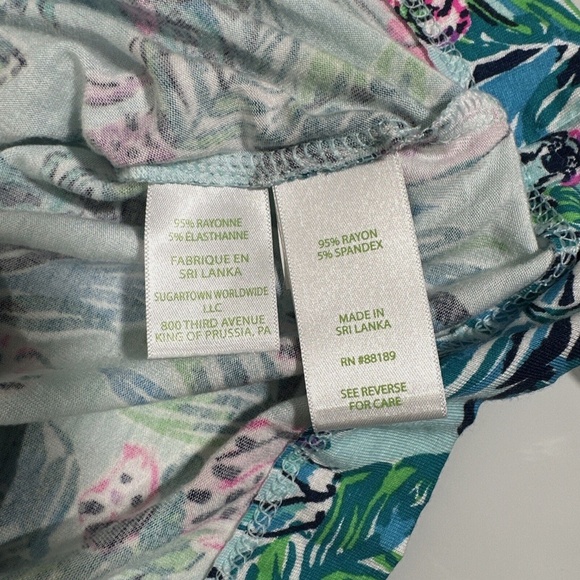 95% RAYONNE
5% ÉLASTHANNE
FABRIQUE EN
SRI LANKA
SUGARTOWN WORLDWIDE
LLC
800 THIRD AVENUE
KING OF PRUSSIA, PA
95% RAYON
5% SPANDEX
MADE IN
SRI LANKA
RN #88189
SEE REVERSE
FOR CARE